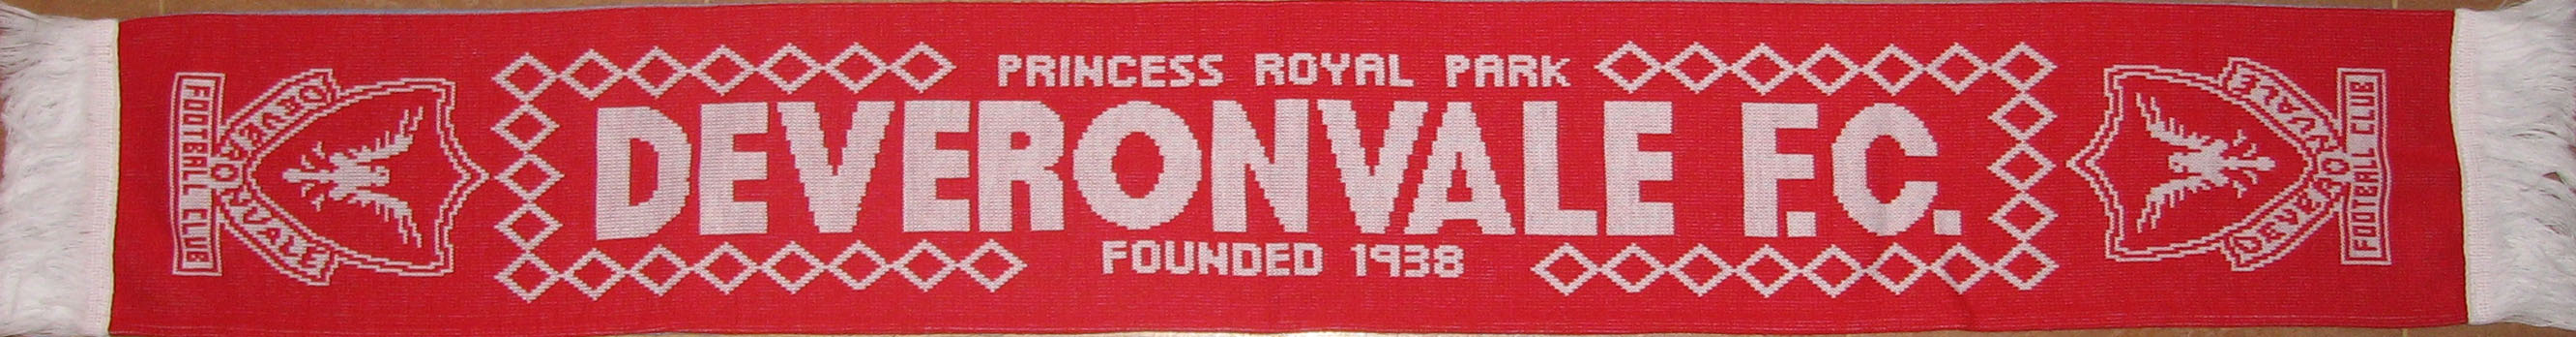 DEVERONVALE
FOOTBALL CLUB
PRINCESS ROYAL PARK
DEVERONVALE F.C.
FOUNDED 1938
DEVERONVALE
FOOTBALL CLUB